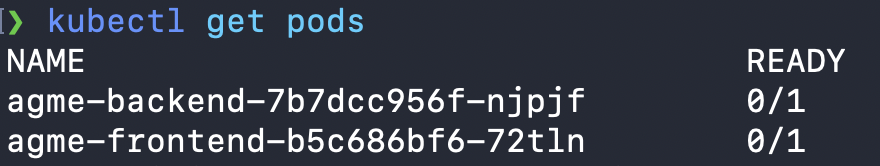 ❯ kubectl get pods
NAME READY
agme-backend-7b7dcc956f-njpjf 0/1
agme-frontend-b5c686bf6-72tln 0/1